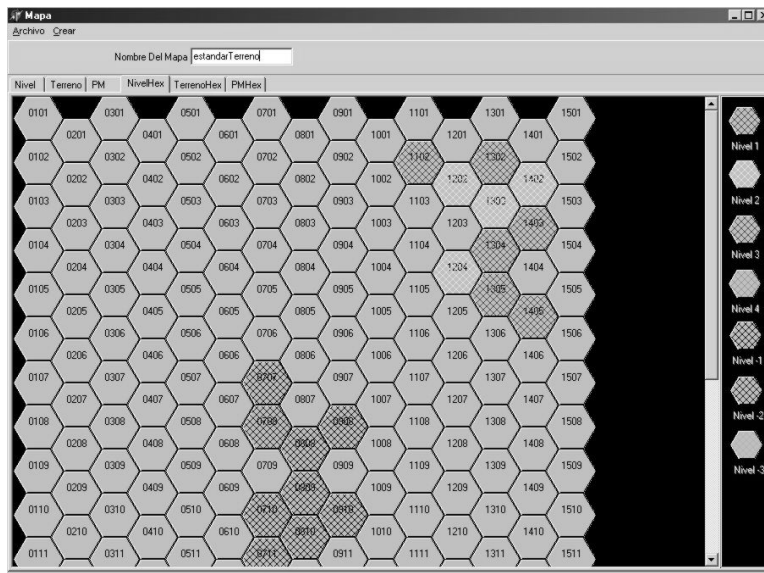 Mapa
Archivo Crear
Nombre Del Mapa estandarTerreno
Nivel Terreno PM NivelHex TerrenoHex PMHex
0101 0301 0501 0701 0901 1101 1301 1501
0201 0401 0601 0801 1001 1201 1401
0102 0302 0502 0702 0902 1102 1302 1502
Nivel 1
0202 0402 0602 0802 1002 1202 1402
0103 0303 0503 0703 0903 1103 1303 1503
Nivel 2
0203 0403 0603 0803 1003 1203 1403
0104 0304 0504 0704 0904 1104 1304 1504
Nivel 3
0204 0404 0604 0804 1004 1204 1404
0105 0305 0505 0705 0905 1105 1305 1505
Nivel 4
0205 0405 0605 0805 1005 1205 1405
0106 0306 0506 0706 0906 1106 1306 1506
0206 0406 0606 0806 1006 1206 1406
Nivel -1
0107 0307 0507 0707 0907 1107 1307 1507
0207 0407 0607 0807 1007 1207 1407
Nivel -2
0108 0308 0508 0708 0908 1108 1308 1508
0208 0408 0608 0808 1008 1208 1408
0109 0309 0509 0709 0909 1109 1309 1509
Nivel -3
0209 0409 0609 0809 1009 1209 1409
0110 0310 0510 0710 0910 1110 1310 1510
0210 0410 0610 0810 1010 1210 1410
0111 0311 0511 0711 0911 1111 1311 1511